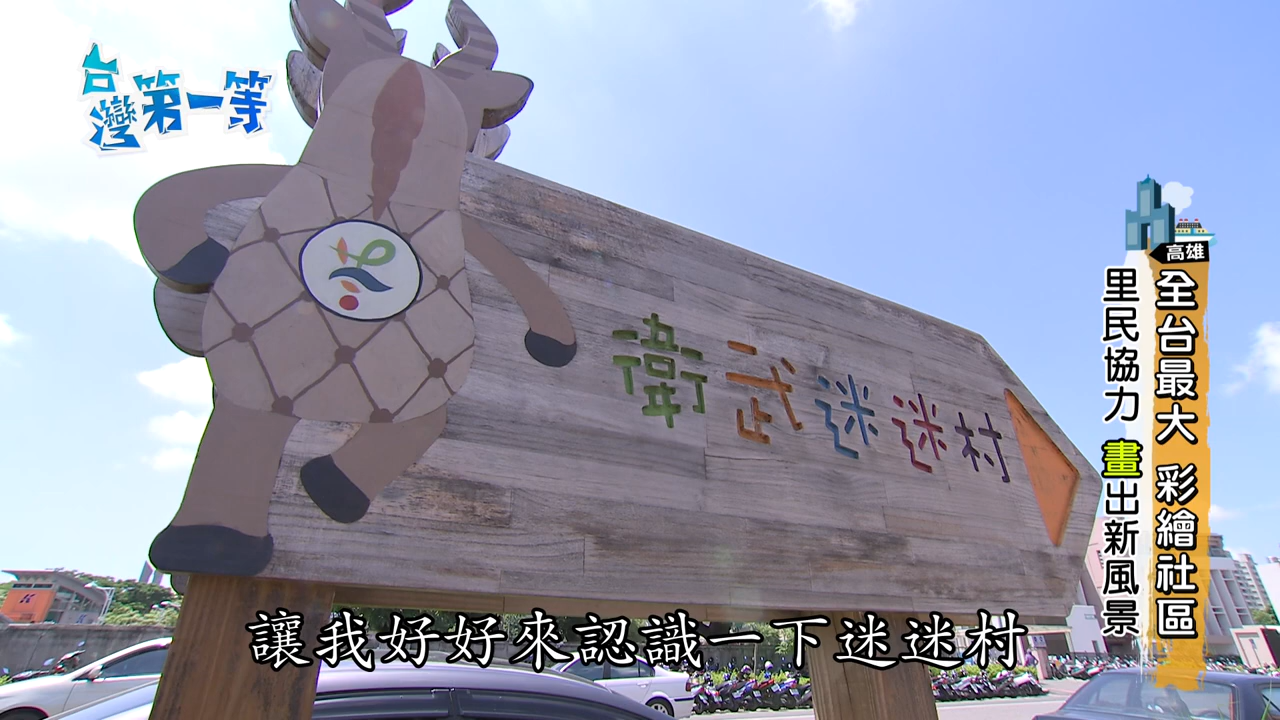 台灣第一等
高雄
全台最大 彩繪社區
里民協力 畫出新風景
衛武迷迷村
讓我好好來認識一下迷迷村